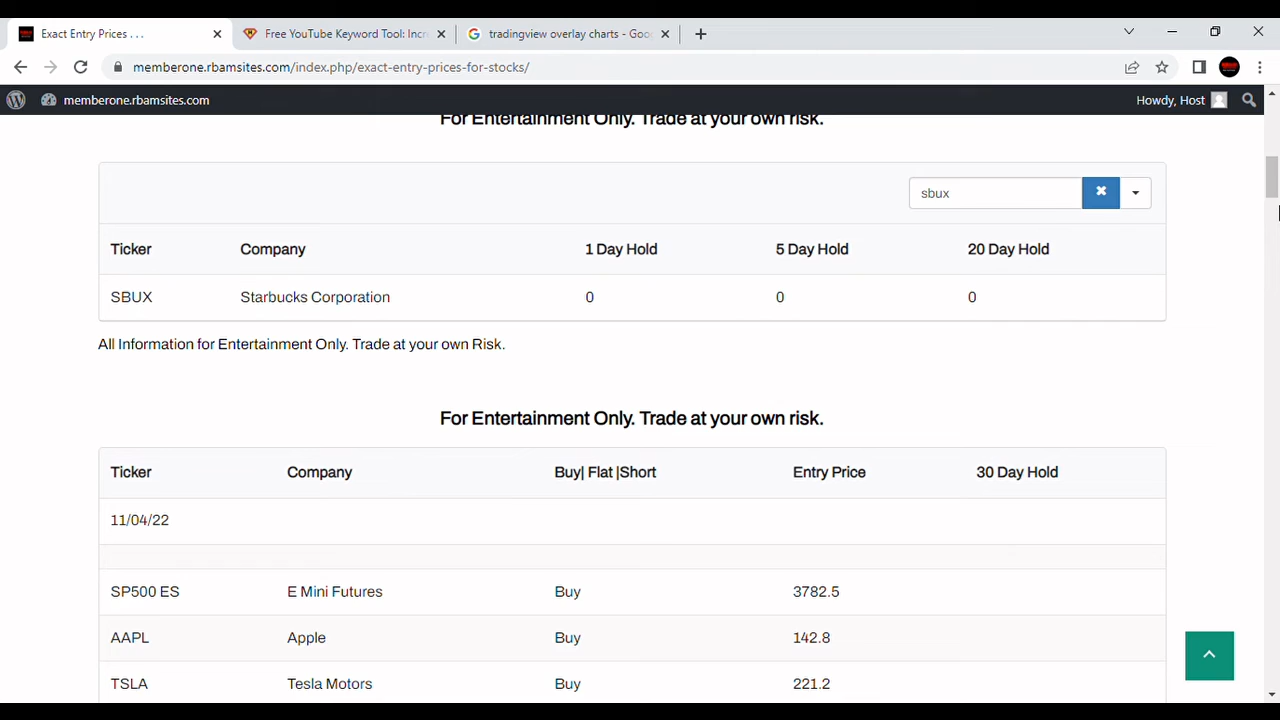 Exact Entry Prices . . .
Free YouTube Keyword Tool: Incr
tradingview overlay charts - Goo
memberone.rbamsites.com/index.php/exact-entry-prices-for-stocks/
memberone.rbamsites.com
Howdy, Host
For Entertainment Only. Trade at your own risk.
sbux
Ticker Company 1 Day Hold 5 Day Hold 20 Day Hold
SBUX Starbucks Corporation 0 0 0
All Information for Entertainment Only. Trade at your own Risk.
For Entertainment Only. Trade at your own risk.
Ticker Company Buy| Flat |Short Entry Price 30 Day Hold
11/04/22
SP500 ES E Mini Futures Buy 3782.5
AAPL Apple Buy 142.8
TSLA Tesla Motors Buy 221.2